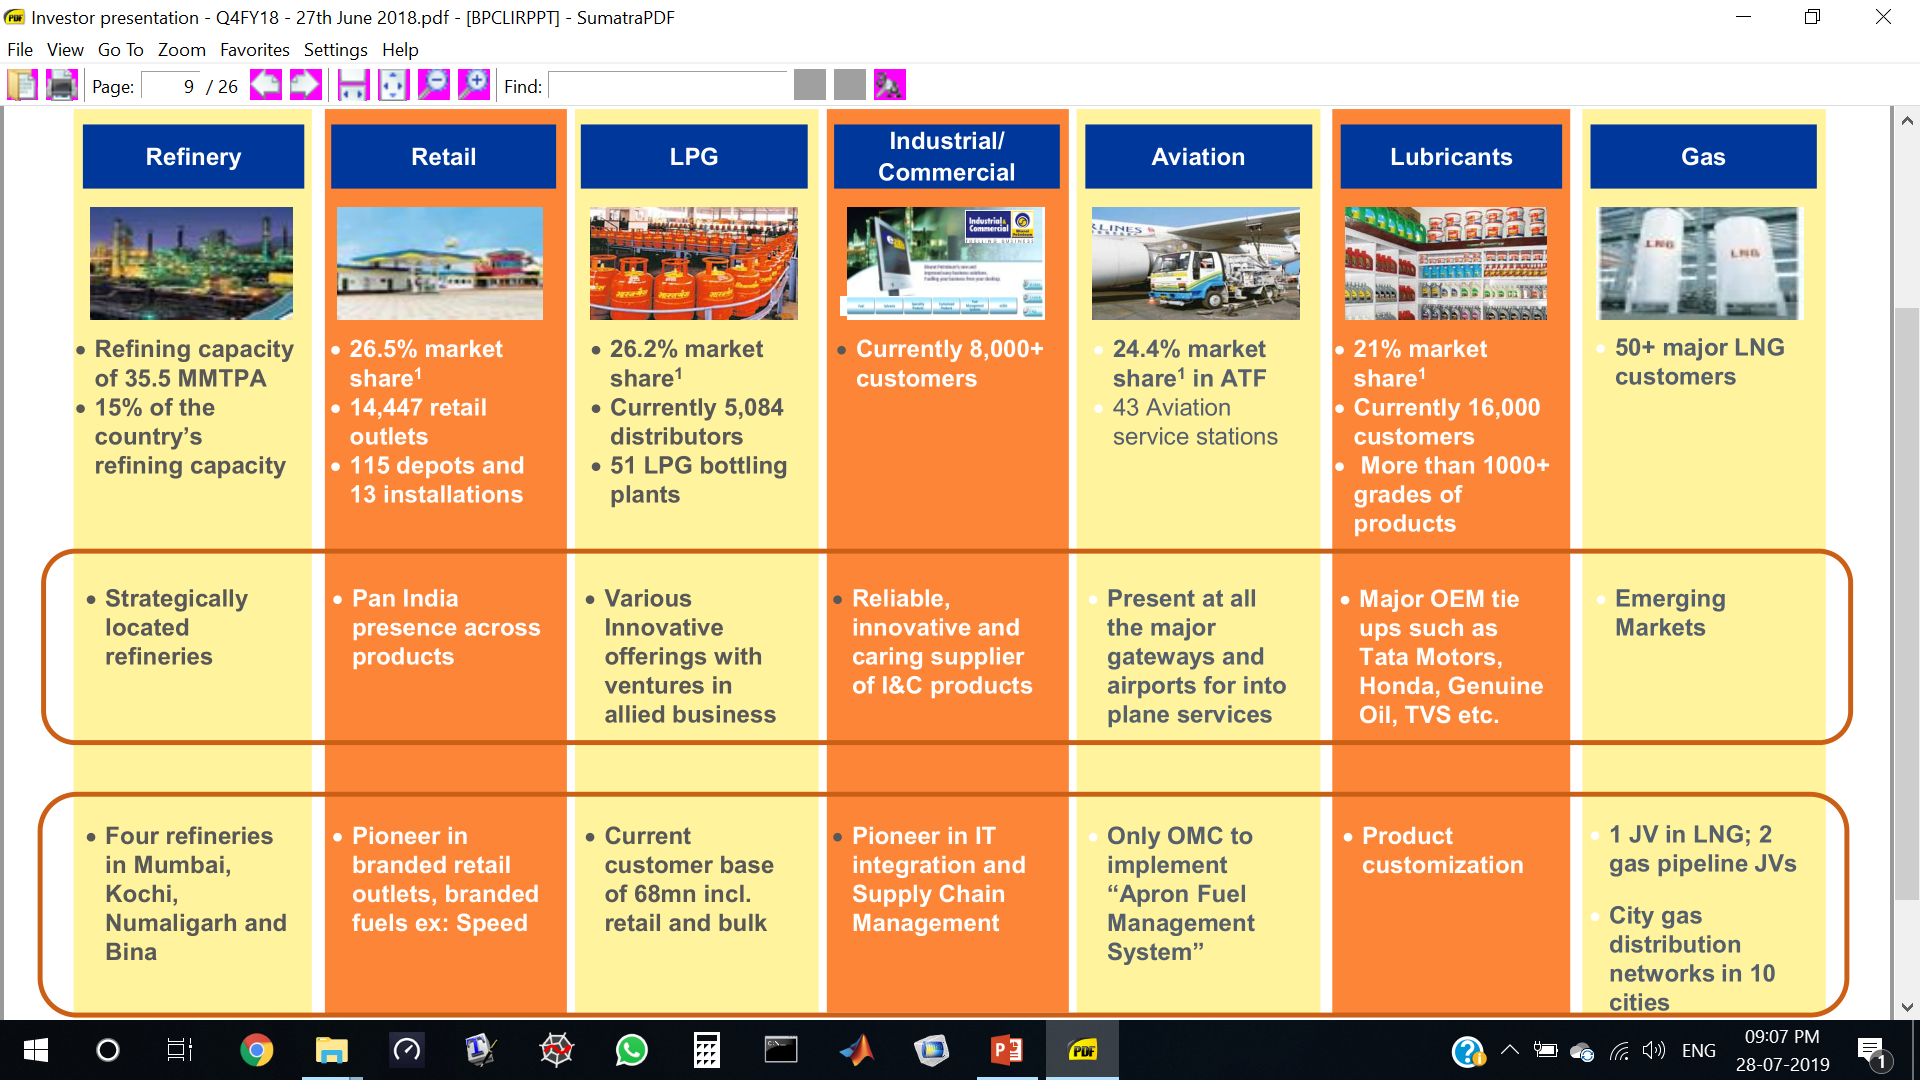 Investor presentation - Q4FY18 - 27th June 2018.pdf - [BPCLIRPPT] - SumatraPDF
File View Go To Zoom Favorites Settings Help
Page: 9 / 26 Find:
Refinery
Retail
LPG
Industrial/
Commercial
Aviation
Lubricants
Gas
Industrial&
Commercial
LNG
LNG
• Refining capacity
of 35.5 MMTPA
• 15% of the
country’s
refining capacity
• 26.5% market
share1
• 14,447 retail
outlets
• 115 depots and
13 installations
• 26.2% market
share1
• Currently 5,084
distributors
• 51 LPG bottling
plants
• Currently 8,000+
customers
• 24.4% market
share1 in ATF
• 43 Aviation
service stations
• 21% market
share1
• Currently 16,000
customers
• More than 1000+
grades of
products
• 50+ major LNG
customers
• Strategically
located
refineries
• Pan India
presence across
products
• Various
Innovative
offerings with
ventures in
allied business
• Reliable,
innovative and
caring supplier
of I&C products
• Present at all
the major
gateways and
airports for into
plane services
• Major OEM tie
ups such as
Tata Motors,
Honda, Genuine
Oil, TVS etc.
• Emerging
Markets
• Four refineries
in Mumbai,
Kochi,
Numaligarh and
Bina
• Pioneer in
branded retail
outlets, branded
fuels ex: Speed
• Current
customer base
of 68mn incl.
retail and bulk
• Pioneer in IT
integration and
Supply Chain
Management
• Only OMC to
implement
“Apron Fuel
Management
System”
• Product
customization
• 1 JV in LNG; 2
gas pipeline JVs
• City gas
distribution
networks in 10
cities
ENG
09:07 PM
28-07-2019
1